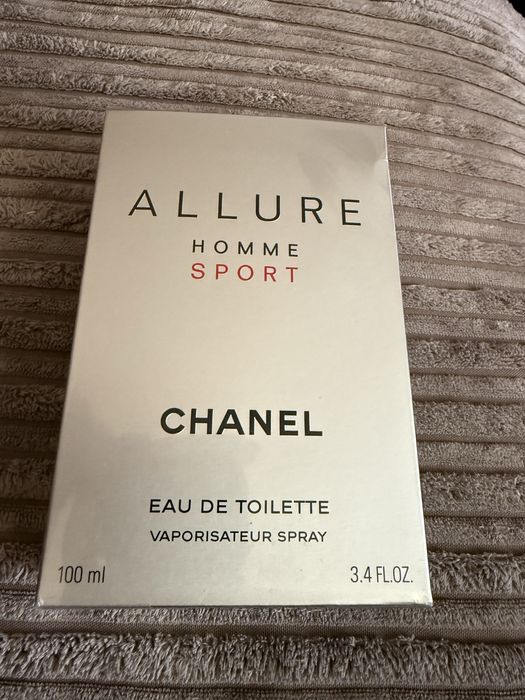 ALLURE
HOMME
SPORT
CHANEL
EAU DE TOILETTE
VAPORISATEUR SPRAY
100 ml 3.4 FL.OZ.